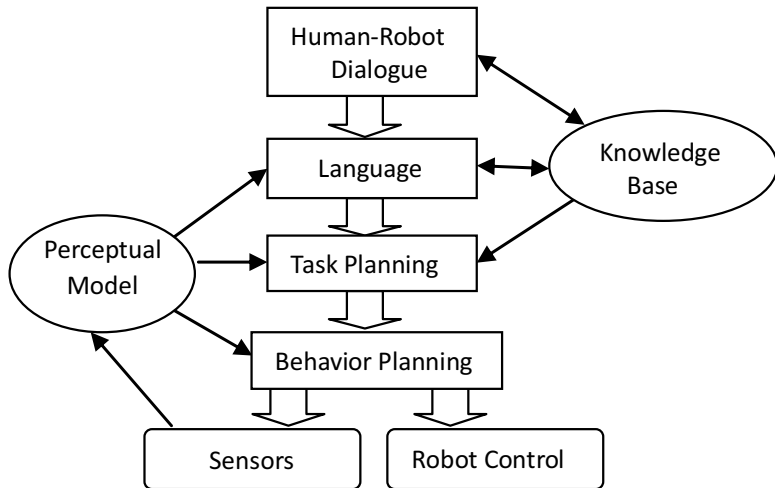 Human-Robot
Dialogue
Language
Knowledge
Base
Perceptual
Model
Task Planning
Behavior Planning
Sensors
Robot Control